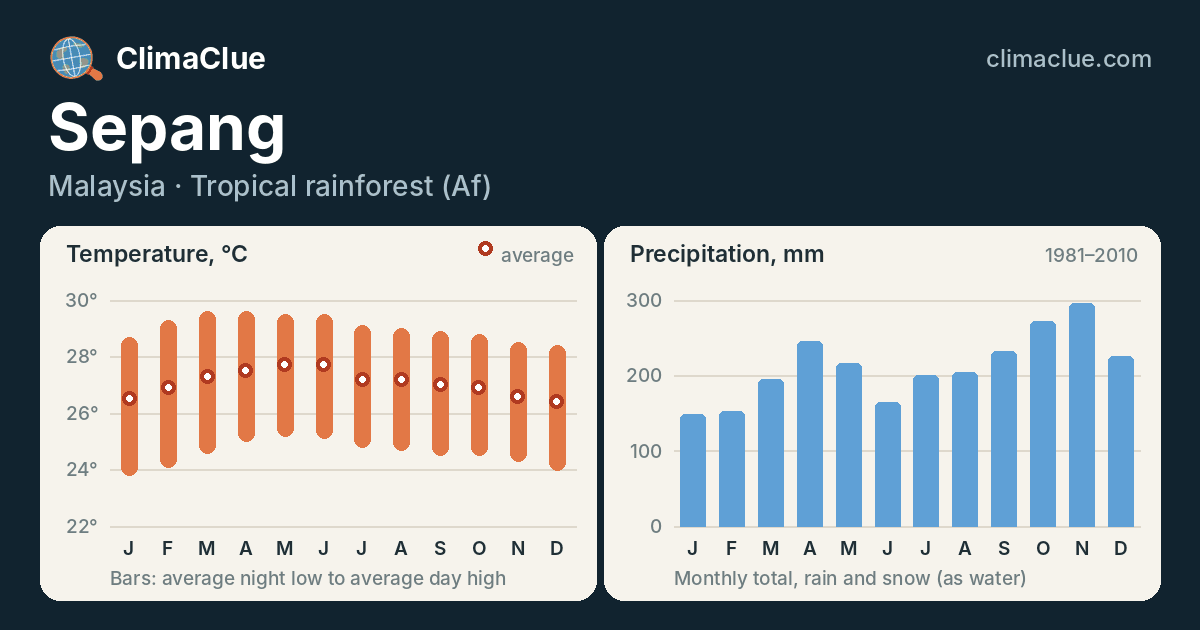 ClimaClue
climaclue.com
Sepang
Malaysia · Tropical rainforest (Af)
Temperature, °C
average
30°
28°
26°
24°
22°
J F M A M J J A S O N D
Bars: average night low to average day high
Precipitation, mm
1981–2010
300
200
100
0
J F M A M J J A S O N D
Monthly total, rain and snow (as water)